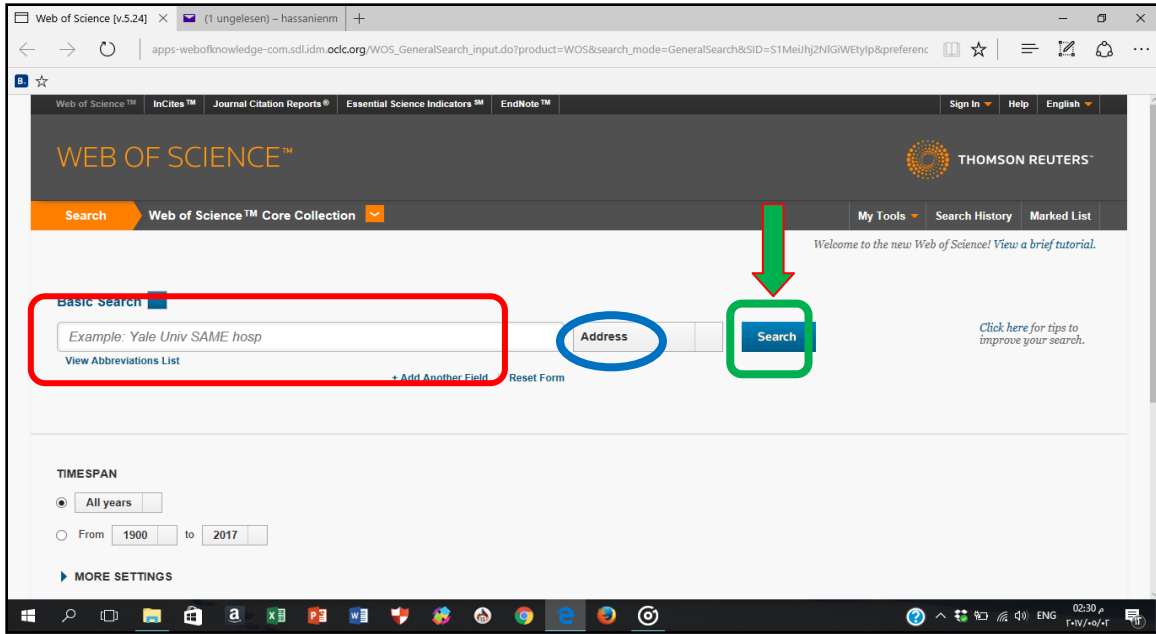 Web of Science [v.5.24]
(1 ungelesen) – hassanienm
apps-webofknowledge-com.sdl.idm.oclc.org/WOS_GeneralSearch_input.do?product=WOS&search_mode=GeneralSearch&SID=S1MeiJhj2NlGiWEtyIp&preferenc
B.
Web of Science™ InCites™ Journal Citation Reports® Essential Science Indicators℠ EndNote™ Sign In Help English
WEB OF SCIENCE™
THOMSON REUTERS™
Search Web of Science™ Core Collection My Tools Search History Marked List
Welcome to the new Web of Science! View a brief tutorial.
Basic Search
Example: Yale Univ SAME hosp Address Search
Click here for tips to
improve your search.
View Abbreviations List
+ Add Another Field Reset Form
TIMESPAN
All years
From 1900 to 2017
MORE SETTINGS
ENG 02:30 م
٢٠١٧/٠٥/٠٢